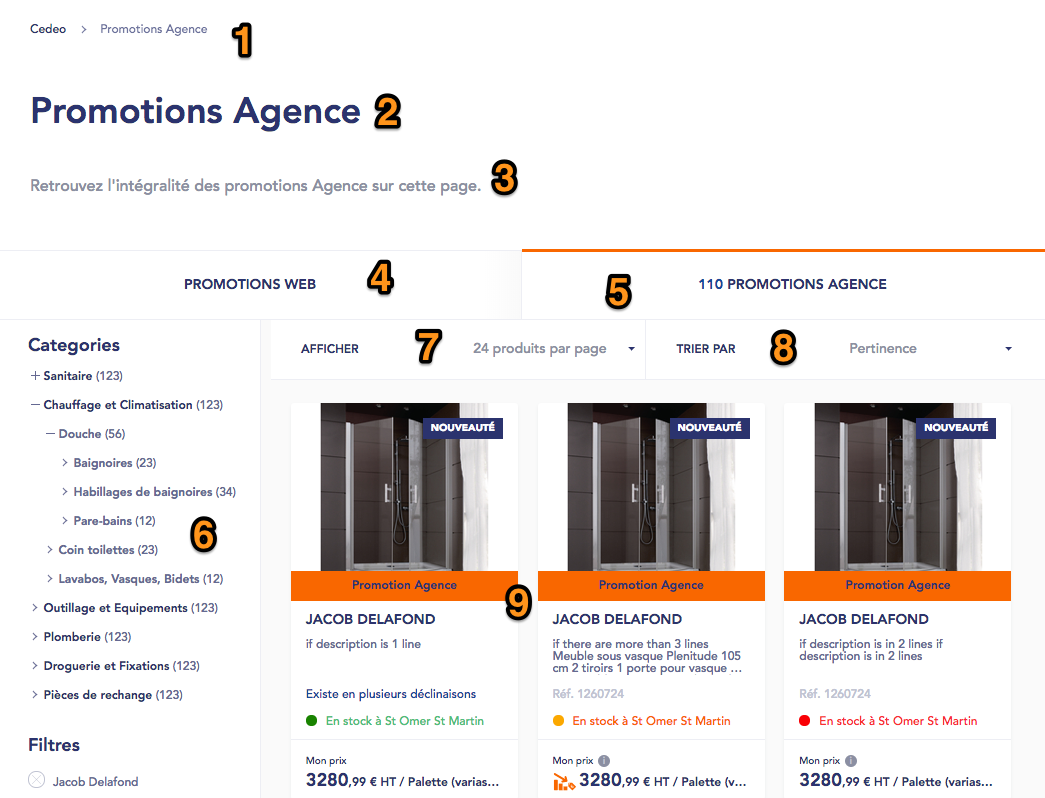 Cedeo > Promotions Agence
1
Promotions Agence 2
Retrouvez l'intégralité des promotions Agence sur cette page. 3
PROMOTIONS WEB 4
5 110 PROMOTIONS AGENCE
Categories
+ Sanitaire (123)
— Chauffage et Climatisation (123)
— Douche (56)
> Baignoires (23)
> Habillages de baignoires (34)
> Pare-bains (12)
6
> Coin toilettes (23)
> Lavabos, Vasques, Bidets (12)
> Outillage et Equipements (123)
> Plomberie (123)
> Droguerie et Fixations (123)
> Pièces de rechange (123)
Filtres
Jacob Delafond
AFFICHER 7 24 produits par page
TRIER PAR 8 Pertinence
NOUVEAUTÉ
Promotion Agence
9
JACOB DELAFOND
if description is 1 line
Existe en plusieurs déclinaisons
En stock à St Omer St Martin
Mon prix
3280,99 € HT / Palette (varias...
NOUVEAUTÉ
Promotion Agence
JACOB DELAFOND
if there are more than 3 lines
Meuble sous vasque Plenitude 105
cm 2 tiroirs 1 porte pour vasque ...
Réf. 1260724
En stock à St Omer St Martin
Mon prix i
3280,99 € HT / Palette (v...
NOUVEAUTÉ
Promotion Agence
JACOB DELAFOND
if description is in 2 lines if
description is in 2 lines
Réf. 1260724
En stock à St Omer St Martin
Mon prix i
3280,99 € HT / Palette (varias...